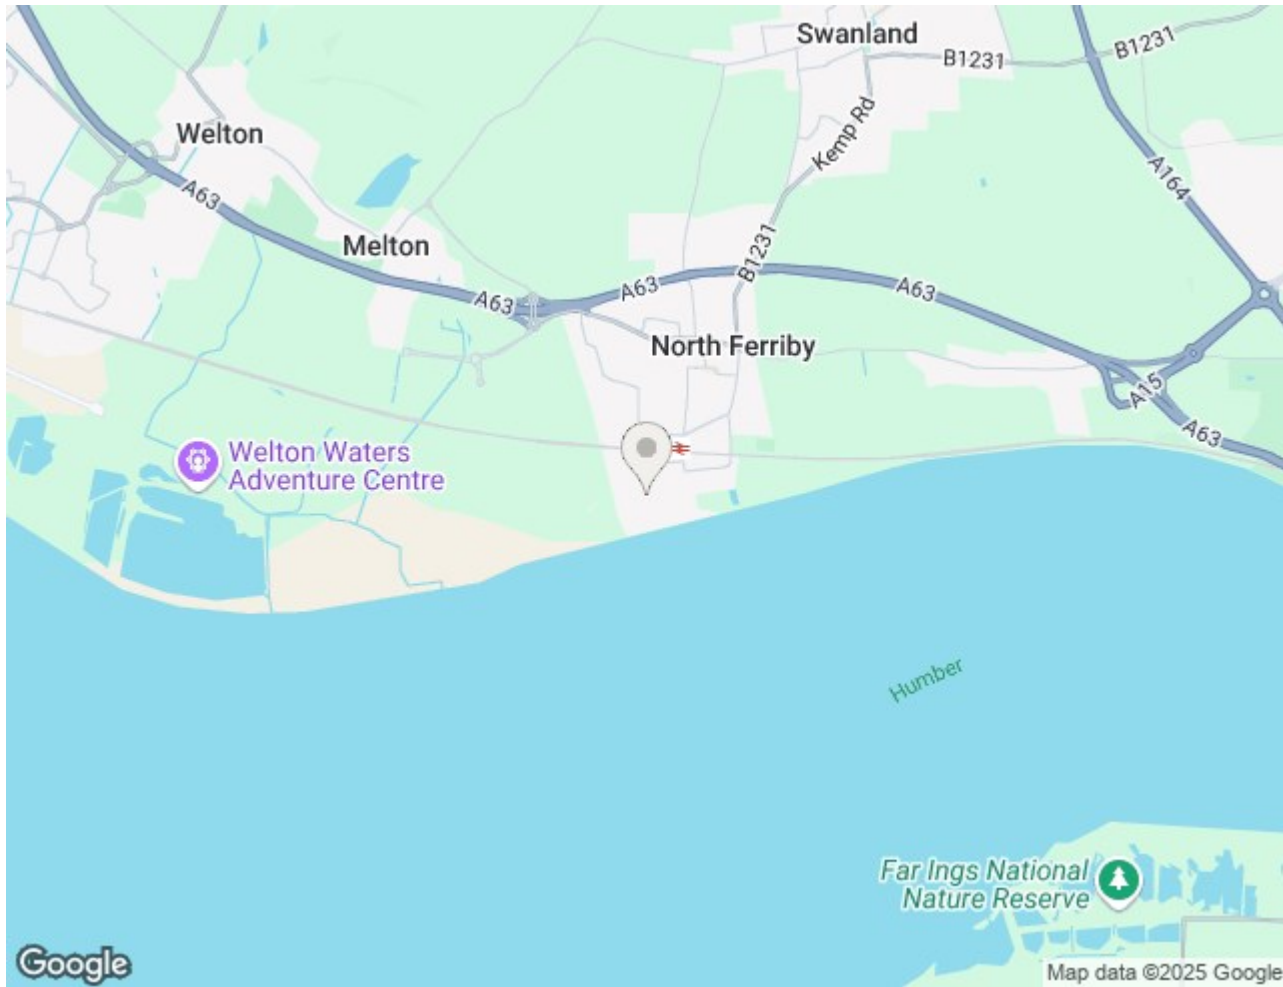 Swanland
B1231
B1231
Welton
Kemp Rd
A63
A164
Melton
B1231
A63
A63
A63
North Ferriby
A15
A63
Welton Waters
Adventure Centre
Humber
Far Ings National
Nature Reserve
Google
Map data ©2025 Google